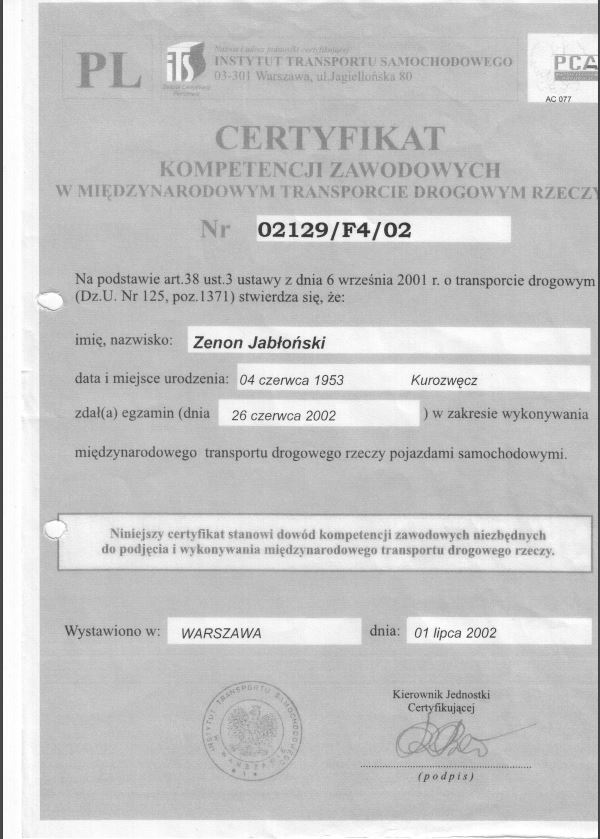 PL
its
Nazwa i adres jednostki certyfikującej
INSTYTUT TRANSPORTU SAMOCHODOWEGO
03-301 Warszawa, ul.Jagiellońska 80
PCA
AC 077
CERTYFIKAT
KOMPETENCJI ZAWODOWYCH
W MIĘDZYNARODOWYM TRANSPORCIE DROGOWYM RZECZY
Nr 02129/F4/02
Na podstawie art.38 ust.3 ustawy z dnia 6 września 2001 r. o transporcie drogowym
(Dz.U. Nr 125, poz.1371) stwierdza się, że:
imię, nazwisko: Zenon Jabłoński
data i miejsce urodzenia: 04 czerwca 1953 Kurozwęcz
zdał(a) egzamin (dnia 26 czerwca 2002 ) w zakresie wykonywania
międzynarodowego transportu drogowego rzeczy pojazdami samochodowymi.
Niniejszy certyfikat stanowi dowód kompetencji zawodowych niezbędnych
do podjęcia i wykonywania międzynarodowego transportu drogowego rzeczy.
Wystawiono w: WARSZAWA dnia: 01 lipca 2002
INSTYTUT TRANSPORTU SAMOCHODOWEGO
W WARSZAWIE
Kierownik Jednostki
Certyfikującej
(podpis)